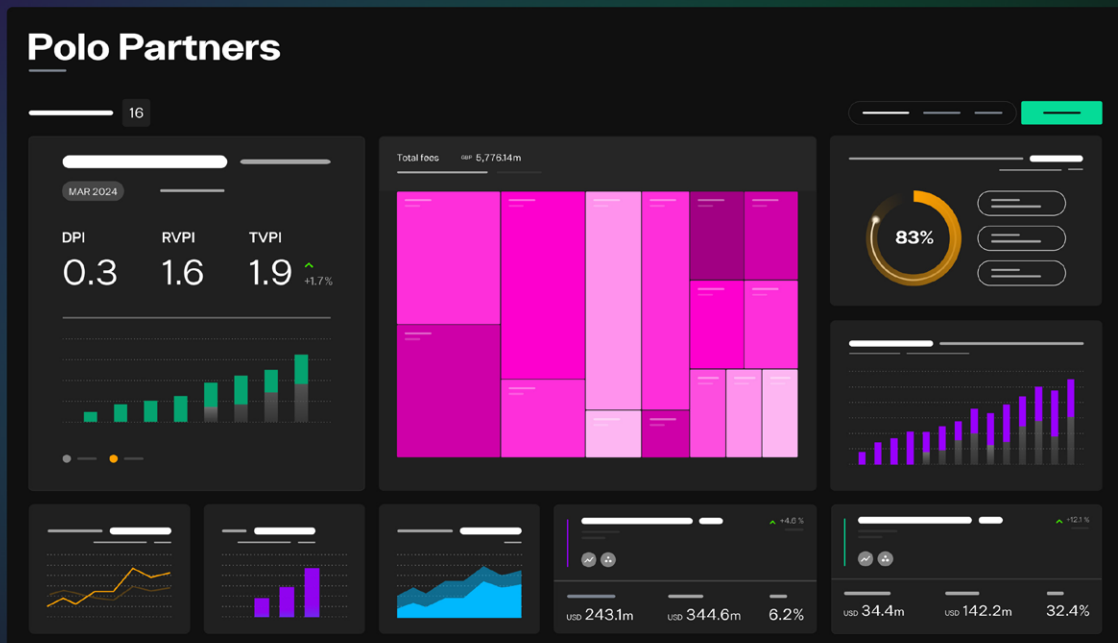 Polo Partners
16
MAR 2024
DPI RVPI TVPI
0.3 1.6 1.9 +1.7%
Total fees GBP 5,776.14m
83%
+4.6 %
USD 243.1m USD 344.6m 6.2%
+12.1 %
USD 34.4m USD 142.2m 32.4%